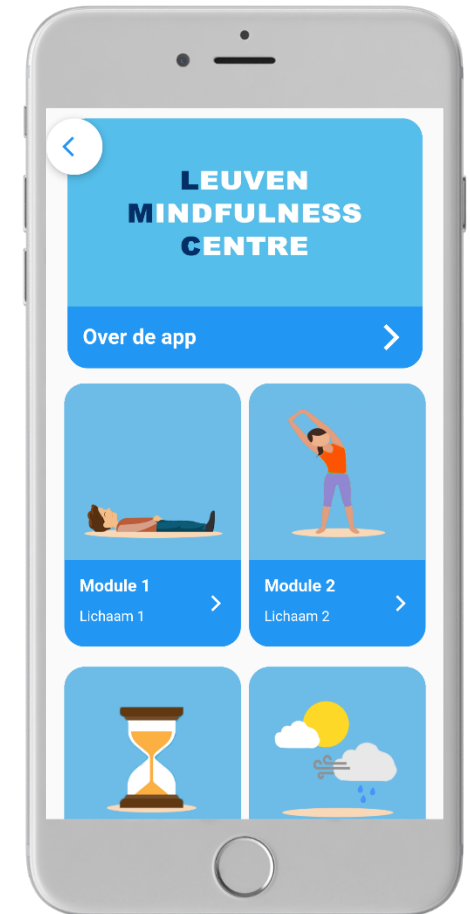 LEUVEN
MINDFULNESS
CENTRE
Over de app
Module 1
Lichaam 1
Module 2
Lichaam 2